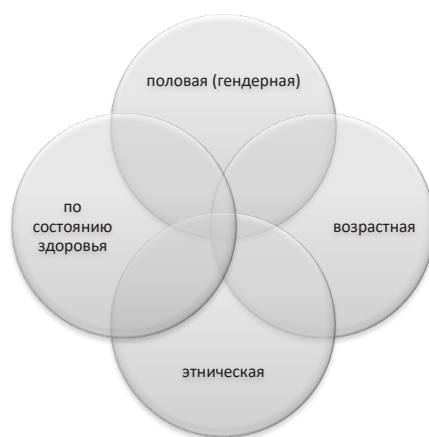 половая (гендерная)
по
состоянию
здоровья
возрастная
этническая